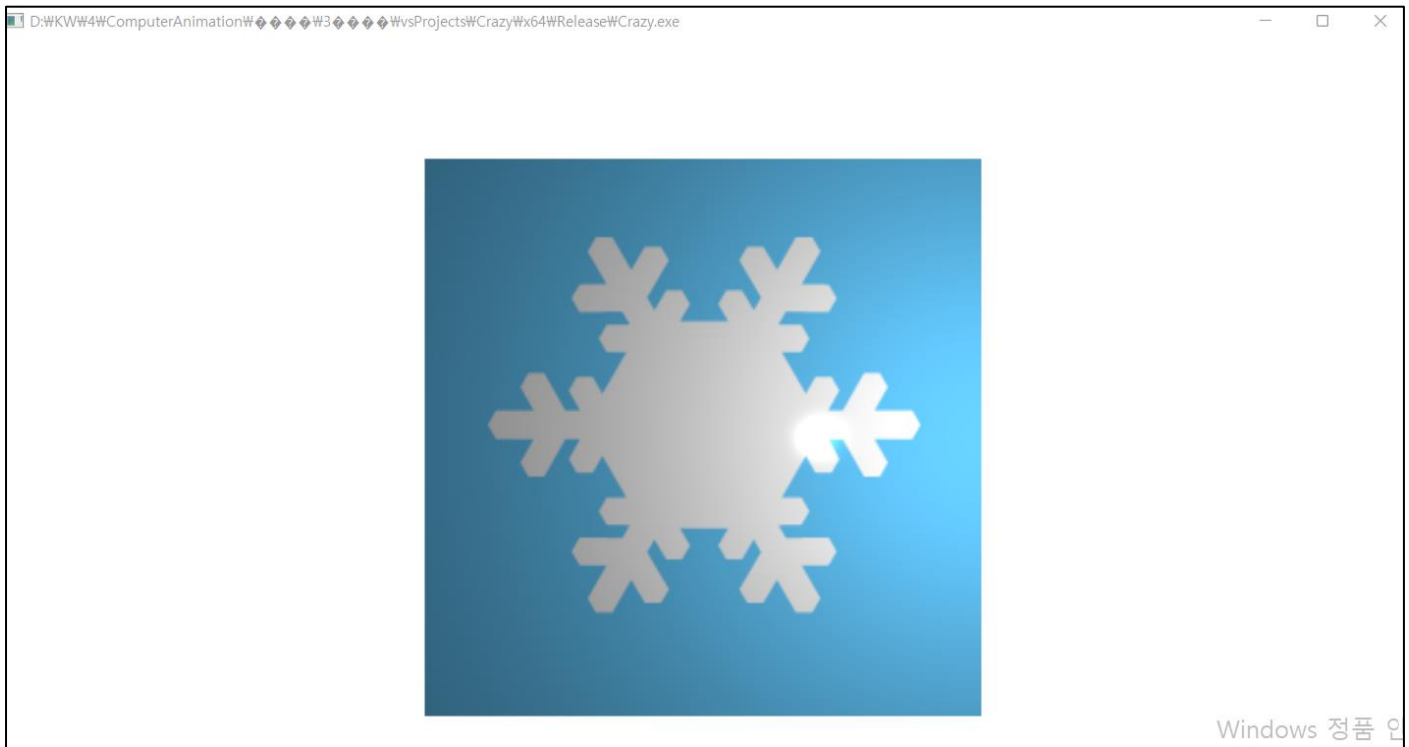 D:₩KW₩4₩ComputerAnimation₩����₩3����₩vsProjects₩Crazy₩x64₩Release₩Crazy.exe
Windows 정품